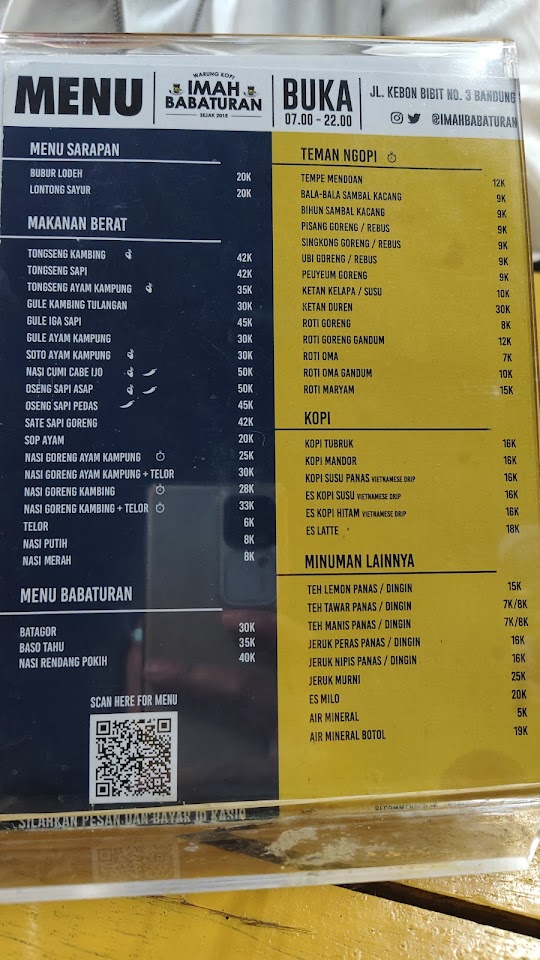 MENU
WARUNG KOPI
IMAH
BABATURAN
SEJAK 2018
BUKA
07.00 - 22.00
JL. KEBON BIBIT NO. 3 BANDUNG
@IMAHBABATURAN
MENU SARAPAN
BUBUR LODEH 20K
LONTONG SAYUR 20K
MAKANAN BERAT
TONGSENG KAMBING 42K
TONGSENG SAPI 42K
TONGSENG AYAM KAMPUNG 35K
GULE KAMBING TULANGAN 30K
GULE IGA SAPI 45K
GULE AYAM KAMPUNG 30K
SOTO AYAM KAMPUNG 30K
NASI CUMI CABE IJO 50K
OSENG SAPI ASAP 50K
OSENG SAPI PEDAS 45K
SATE SAPI GORENG 42K
SOP AYAM 20K
NASI GORENG AYAM KAMPUNG 25K
NASI GORENG AYAM KAMPUNG + TELOR 30K
NASI GORENG KAMBING 28K
NASI GORENG KAMBING + TELOR 33K
TELOR 6K
NASI PUTIH 8K
NASI MERAH 8K
MENU BABATURAN
BATAGOR 30K
BASO TAHU 35K
NASI RENDANG POKIH 40K
SCAN HERE FOR MENU
SILAHKAN PESAN DAN BAYAR DI KASIR
TEMAN NGOPI
TEMPE MENDOAN 12K
BALA-BALA SAMBAL KACANG 9K
BIHUN SAMBAL KACANG 9K
PISANG GORENG / REBUS 9K
SINGKONG GORENG / REBUS 9K
UBI GORENG / REBUS 9K
PEUYEUM GORENG 9K
KETAN KELAPA / SUSU 10K
KETAN DUREN 30K
ROTI GORENG 8K
ROTI GORENG GANDUM 12K
ROTI OMA 7K
ROTI OMA GANDUM 10K
ROTI MARYAM 15K
KOPI
KOPI TUBRUK 16K
KOPI MANDOR 16K
KOPI SUSU PANAS VIETNAMESE DRIP 16K
ES KOPI SUSU VIETNAMESE DRIP 16K
ES KOPI HITAM VIETNAMESE DRIP 16K
ES LATTE 18K
MINUMAN LAINNYA
TEH LEMON PANAS / DINGIN 15K
TEH TAWAR PANAS / DINGIN 7K/8K
TEH MANIS PANAS / DINGIN 7K/8K
JERUK PERAS PANAS / DINGIN 16K
JERUK NIPIS PANAS / DINGIN 16K
JERUK MURNI 25K
ES MILO 20K
AIR MINERAL 5K
AIR MINERAL BOTOL 19K